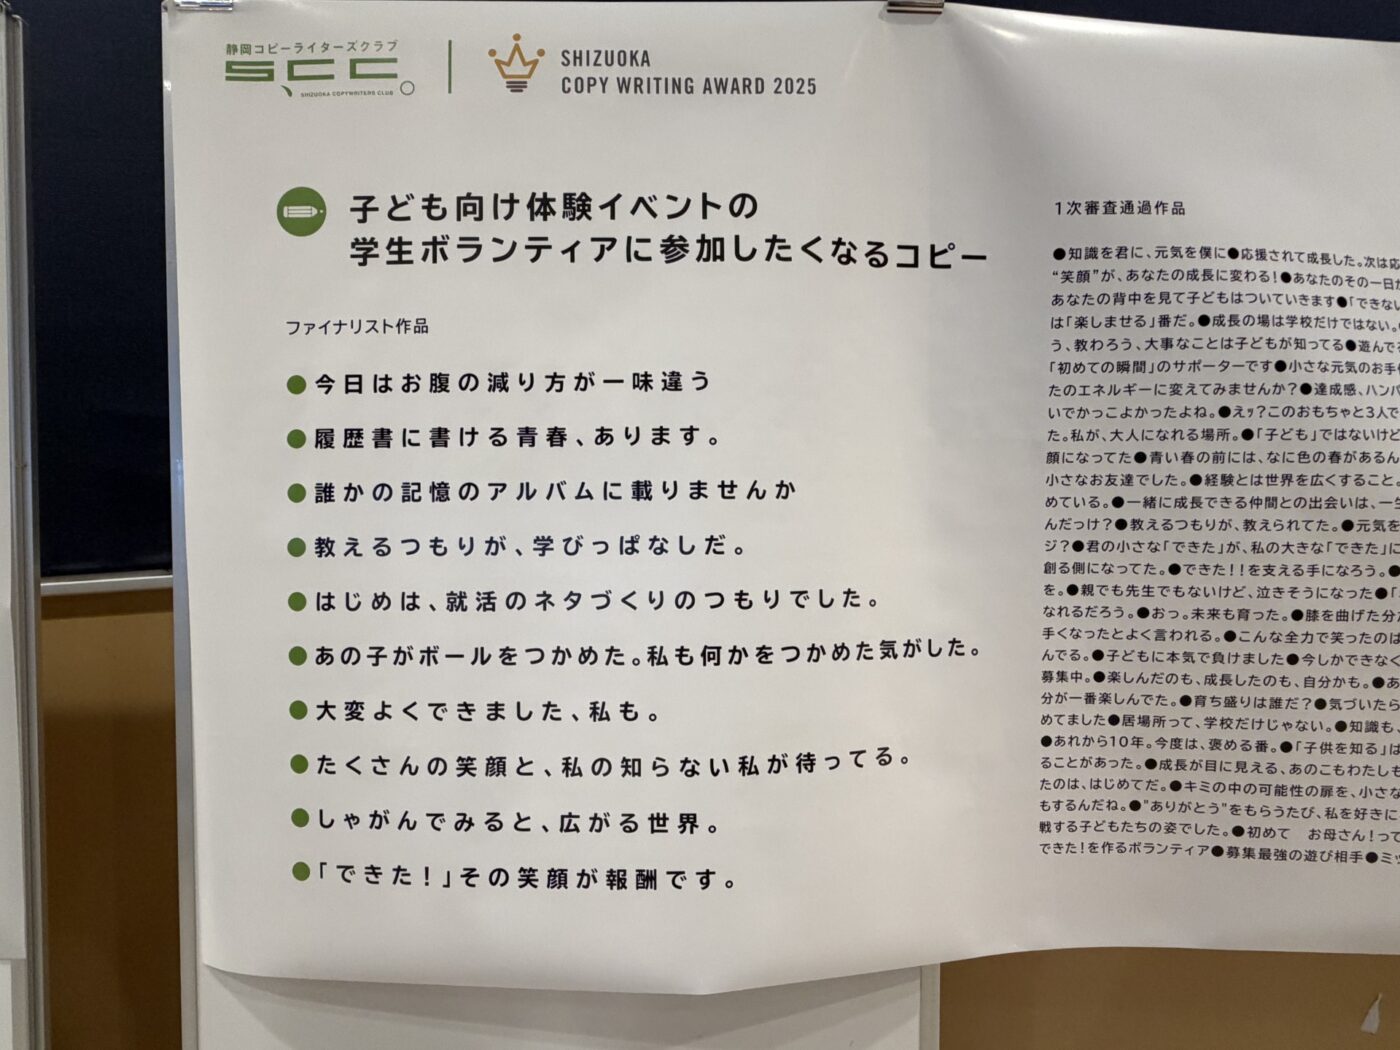 静岡コピーライターズクラブ
SCC。
SHIZUOKA COPYWRITERS CLUB
SHIZUOKA
COPY WRITING AWARD 2025
子ども向け体験イベントの
学生ボランティアに参加したくなるコピー
ファイナリスト作品
●今日はお腹の減り方が一味違う
●履歴書に書ける青春、あります。
●誰かの記憶のアルバムに載りませんか
●教えるつもりが、学びっぱなしだ。
●はじめは、就活のネタづくりのつもりでした。
●あの子がボールをつかめた。私も何かをつかめた気がした。
●大変よくできました、私も。
●たくさんの笑顔と、私の知らない私が待ってる。
●しゃがんでみると、広がる世界。
●「できた！」その笑顔が報酬です。
1次審査通過作品
●知識を君に、元気を僕に●応援されて成長した。次は応
“笑顔”が、あなたの成長に変わる！●あなたのその一日が
あなたの背中を見て子どもはついていきます●「できない
は「楽しませる」番だ。●成長の場は学校だけではない。
う、教わろう、大事なことは子どもが知ってる●遊んで
「初めての瞬間」のサポーターです●小さな元気のお手
たのエネルギーに変えてみませんか？●達成感、ハンパ
いでかっこよかったよね。●えッ？このおもちゃと3人で
た。私が、大人になれる場所。●「子ども」ではないけど
顔になってた●青い春の前には、なに色の春があるん
小さなお友達でした。●経験とは世界を広くすること。
めている。●一緒に成長できる仲間との出会いは、一生
んだっけ？●教えるつもりが、教えられてた。●元気を
ジ？●君の小さな「できた」が、私の大きな「できた」に
創る側になってた。●できた！！を支える手になろう。●
を。●親でも先生でもないけど、泣きそうになった●「
なれるだろう。●おっ。未来も育った。●膝を曲げた分
手くなったとよく言われる。●こんな全力で笑ったのは
んでる。●子どもに本気で負けました●今しかできなく
募集中。●楽しんだのも、成長したのも、自分かも。●あ
分が一番楽しんでた。●育ち盛りは誰だ？●気づいたら
めてました●居場所って、学校だけじゃない。●知識も、
●あれから10年。今度は、褒める番。●「子供を知る」は
ることがあった。●成長が目に見える、あのこもわたしも
たのは、はじめてだ。●キミの中の可能性の扉を、小さな
もするんだね。●"ありがとう"をもらうたび、私を好きに
戦する子どもたちの姿でした。●初めて　お母さん！って
できた！を作るボランティア●募集最強の遊び相手●ミッ